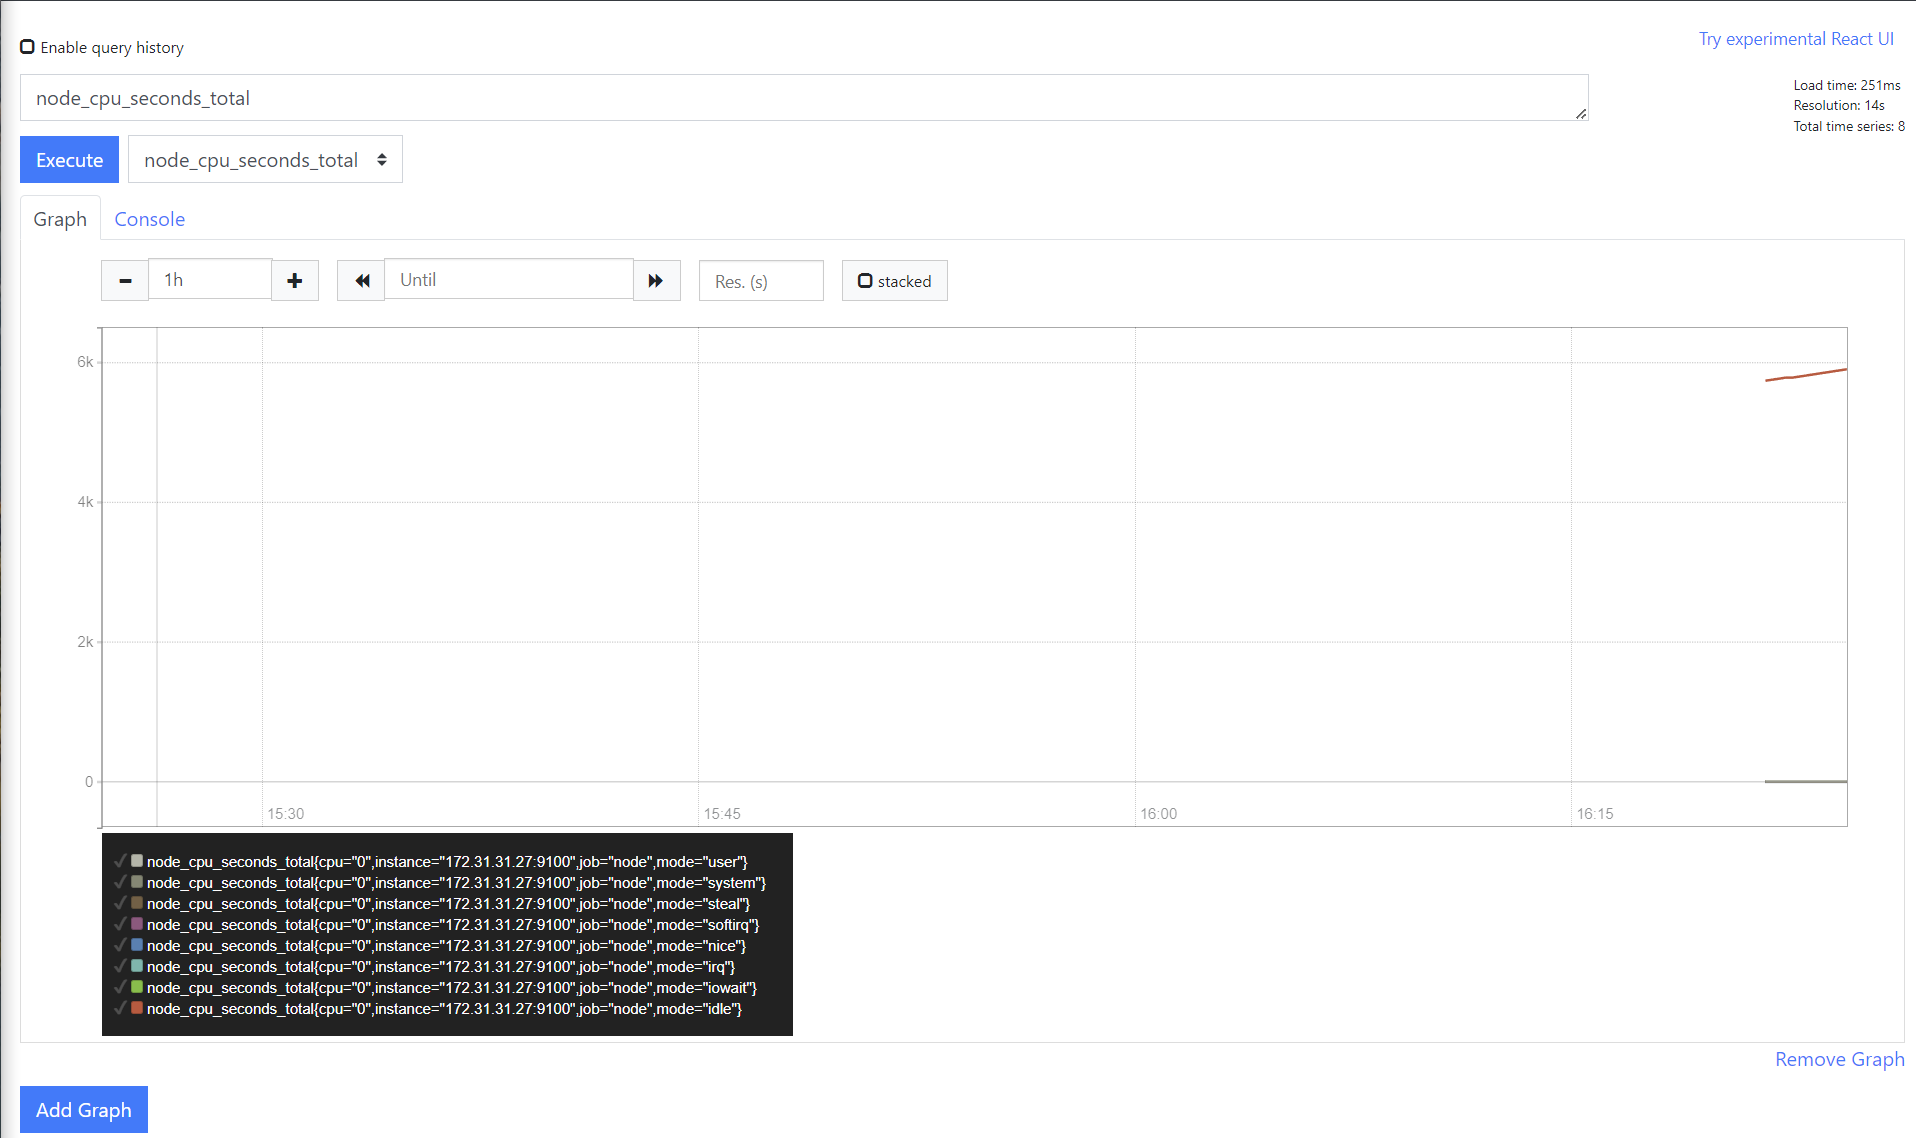 Enable query history
Try experimental React UI
node_cpu_seconds_total
Load time: 251ms
Resolution: 14s
Total time series: 8
Execute
node_cpu_seconds_total
Graph
Console
1h
Until
Res. (s)
stacked
6k
4k
2k
0
15:30
15:45
16:00
16:15
node_cpu_seconds_total{cpu="0",instance="172.31.31.27:9100",job="node",mode="user"}
node_cpu_seconds_total{cpu="0",instance="172.31.31.27:9100",job="node",mode="system"}
node_cpu_seconds_total{cpu="0",instance="172.31.31.27:9100",job="node",mode="steal"}
node_cpu_seconds_total{cpu="0",instance="172.31.31.27:9100",job="node",mode="softirq"}
node_cpu_seconds_total{cpu="0",instance="172.31.31.27:9100",job="node",mode="nice"}
node_cpu_seconds_total{cpu="0",instance="172.31.31.27:9100",job="node",mode="irq"}
node_cpu_seconds_total{cpu="0",instance="172.31.31.27:9100",job="node",mode="iowait"}
node_cpu_seconds_total{cpu="0",instance="172.31.31.27:9100",job="node",mode="idle"}
Remove Graph
Add Graph